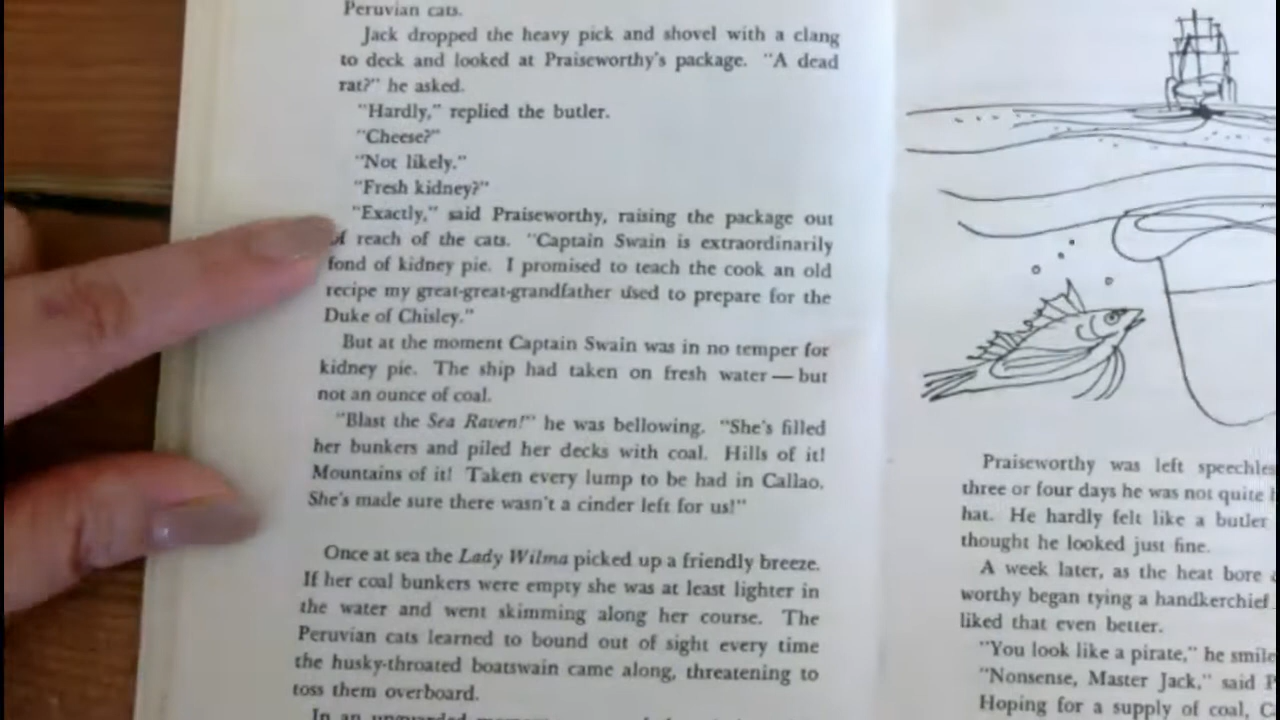 Peruvian cats.
Jack dropped the heavy pick and shovel with a clang
to deck and looked at Praiseworthy's package. "A dead
rat?" he asked.
"Hardly," replied the butler.
"Cheese?"
"Not likely."
"Fresh kidney?"
"Exactly," said Praiseworthy, raising the package out
of reach of the cats. "Captain Swain is extraordinarily
fond of kidney pie. I promised to teach the cook an old
recipe my great-great-grandfather used to prepare for the
Duke of Chisley."
But at the moment Captain Swain was in no temper for
kidney pie. The ship had taken on fresh water — but
not an ounce of coal.
"Blast the Sea Raven!" he was bellowing. "She's filled
her bunkers and piled her decks with coal. Hills of it!
Mountains of it! Taken every lump to be had in Callao.
She's made sure there wasn't a cinder left for us!"
Once at sea the Lady Wilma picked up a friendly breeze.
If her coal bunkers were empty she was at least lighter in
the water and went skimming along her course. The
Peruvian cats learned to bound out of sight every time
the husky-throated boatswain came along, threatening to
toss them overboard.
In an unguarded
Praiseworthy was left speechles
three or four days he was not quite
hat. He hardly felt like a butler
thought he looked just fine.
A week later, as the heat bore
worthy began tying a handkerchief
liked that even better.
"You look like a pirate," he smile
"Nonsense, Master Jack," said
Hoping for a supply of coal,